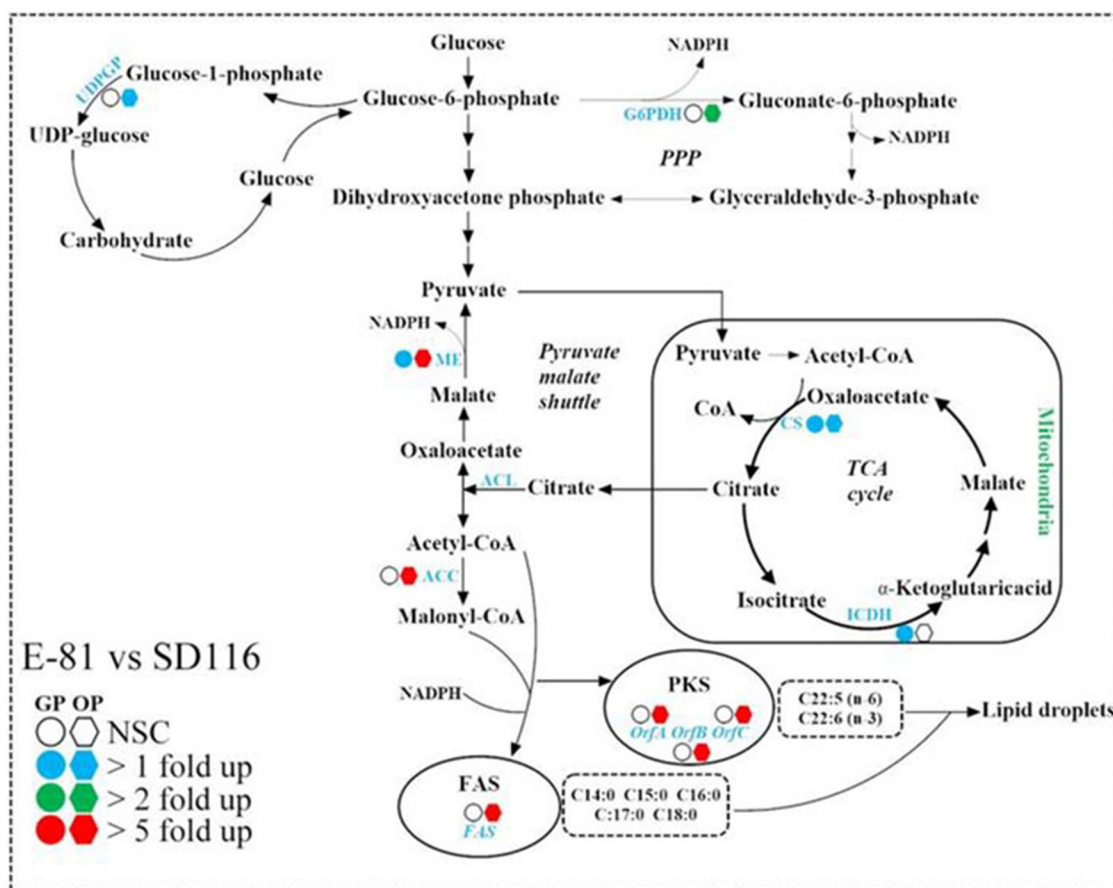 Glucose
NADPH
UDPGP
Glucose-1-phosphate
Glucose-6-phosphate
Gluconate-6-phosphate
G6PDH
UDP-glucose
NADPH
PPP
Glucose
Dihydroxyacetone phosphate
Glyceraldehyde-3-phosphate
Carbohydrate
Pyruvate
NADPH
ME
Pyruvate
malate
shuttle
Malate
Pyruvate
Acetyl-CoA
Oxaloacetate
CoA
CS
Mitochondria
Oxaloacetate
TCA
cycle
ACL
Citrate
Citrate
Malate
Acetyl-CoA
ACC
Malonyl-CoA
Isocitrate
α-Ketoglutaricacid
ICDH
E-81 vs SD116
GP OP
NSC
> 1 fold up
> 2 fold up
> 5 fold up
NADPH
PKS
OrfA OrfB OrfC
C22:5 (n-6)
C22:6 (n-3)
Lipid droplets
FAS
FAS
C14:0 C15:0 C16:0
C:17:0 C18:0